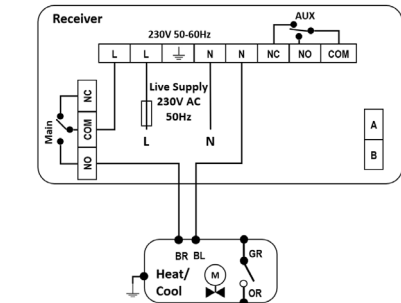 Receiver
230V 50-60Hz
AUX
L L N N NC NO COM
Live Supply
230V AC
50Hz
L N
Main
NC
COM
NO
A
B
BR BL
GR
Heat/
Cool
M
OR